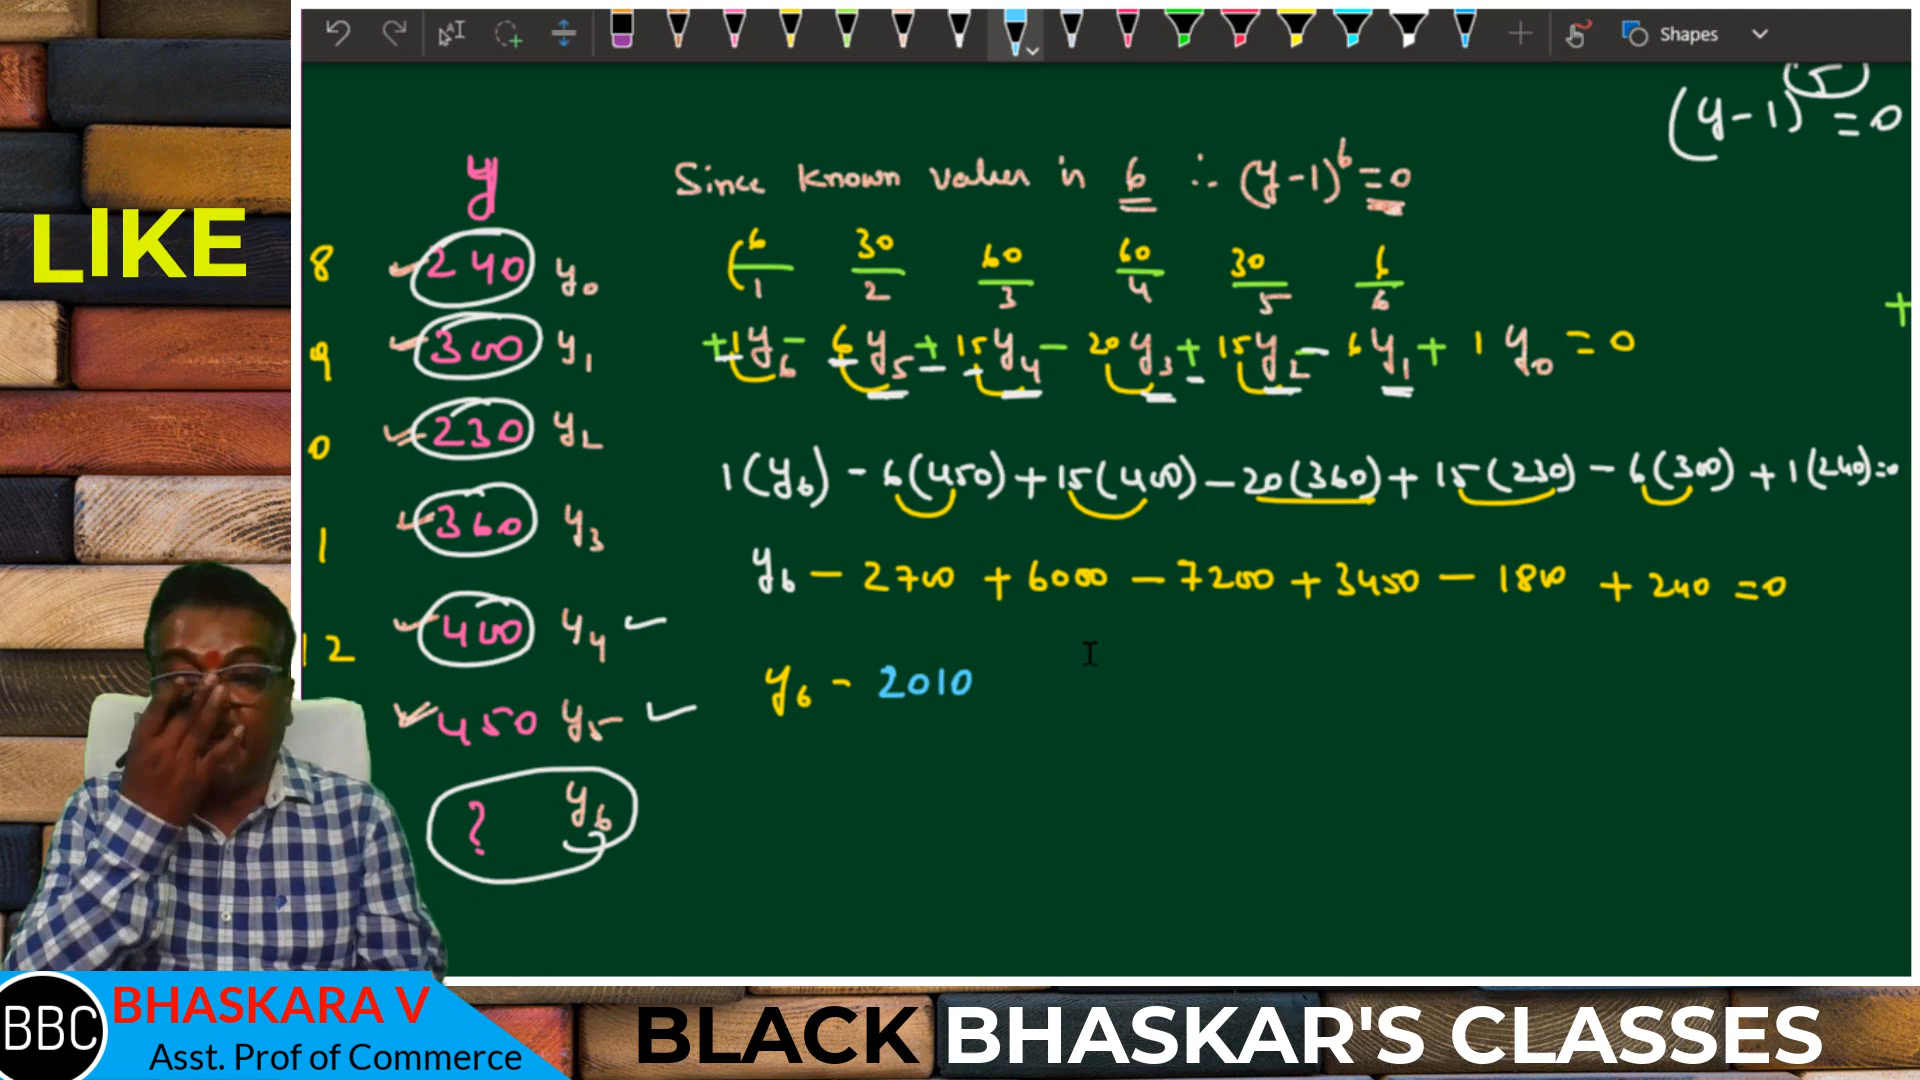 Shapes
(y-1)^(5) = 0
LIKE
y
Since known value is 6 ∴ (y-1)^6 = 0
8 240 y₀
6/1 30/2 60/3 60/4 30/5 6/6
9 300 y₁
+1y₆ - 6y₅ + 15y₄ - 20y₃ + 15y₂ - 6y₁ + 1y₀ = 0
+
0 230 y₂
1(y₆) - 6(450) + 15(400) - 20(360) + 15(230) - 6(300) + 1(240)=0
1 360 y₃
y₆ - 2700 + 6000 - 7200 + 3450 - 1800 + 240 = 0
12 400 y₄
y₆ - 2010
450 y₅
? y₆
BBC
BHASKARA V
Asst. Prof of Commerce
BLACK BHASKAR'S CLASSES